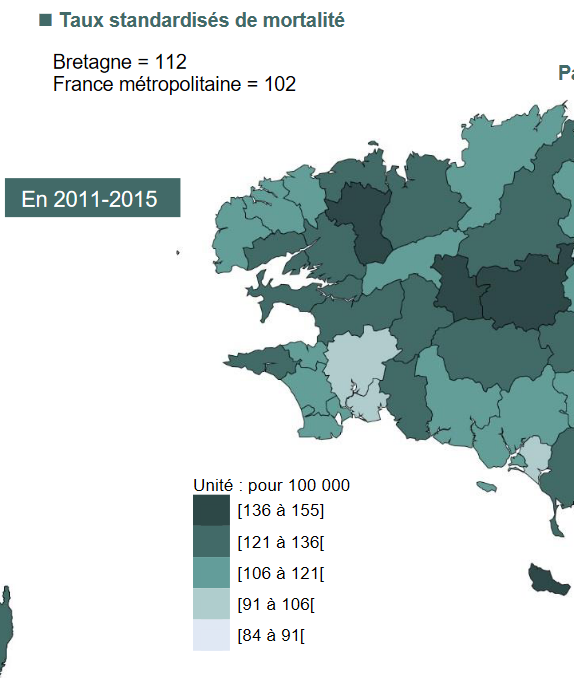 Taux standardisés de mortalité
Bretagne = 112
France métropolitaine = 102
En 2011-2015
Unité : pour 100 000
[136 à 155]
[121 à 136[
[106 à 121[
[91 à 106[
[84 à 91[